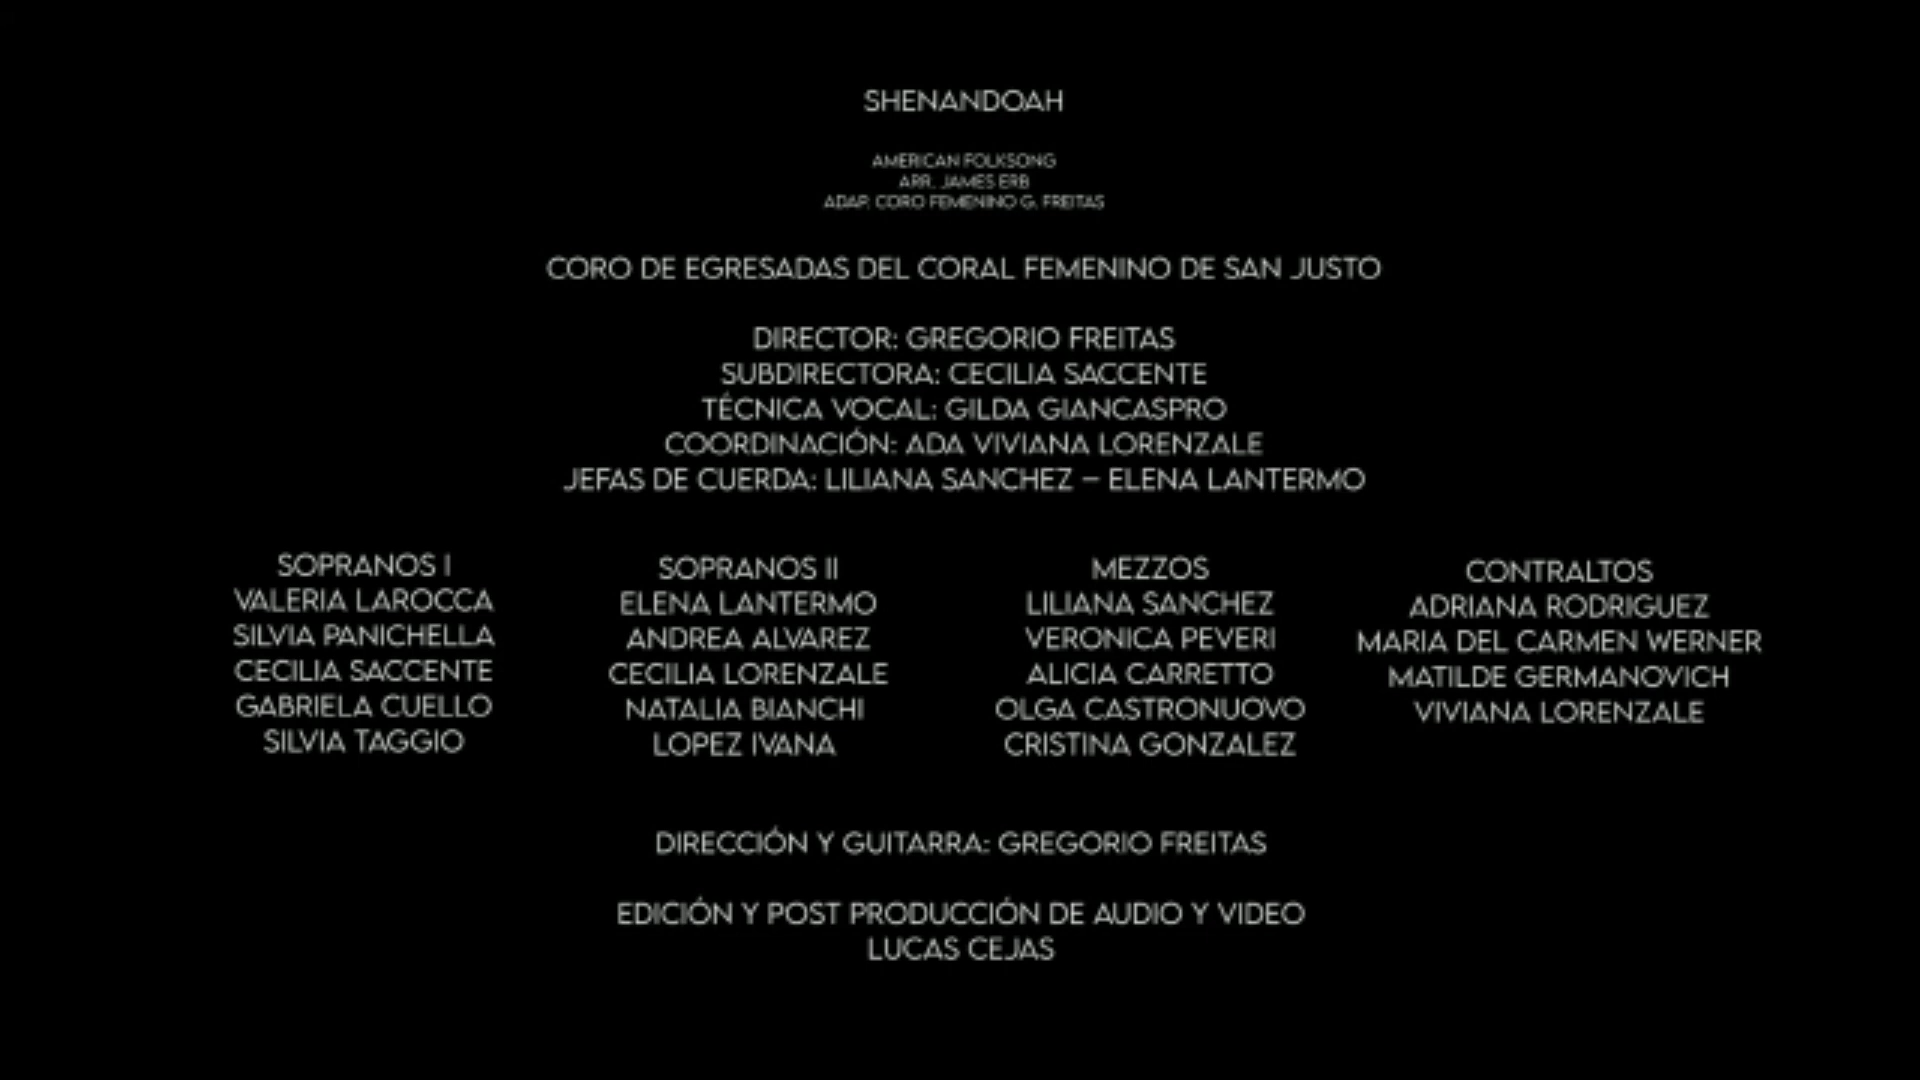 SHENANDOAH
AMERICAN FOLKSONG
ARR. JAMES ERB
ADAP. CORO FEMENINO G. FREITAS
CORO DE EGRESADAS DEL CORAL FEMENINO DE SAN JUSTO
DIRECTOR: GREGORIO FREITAS
SUBDIRECTORA: CECILIA SACCENTE
TÉCNICA VOCAL: GILDA GIANCASPRO
COORDINACIÓN: ADA VIVIANA LORENZALE
JEFAS DE CUERDA: LILIANA SANCHEZ – ELENA LANTERMO
SOPRANOS I
VALERIA LAROCCA
SILVIA PANICHELLA
CECILIA SACCENTE
GABRIELA CUELLO
SILVIA TAGGIO
SOPRANOS II
ELENA LANTERMO
ANDREA ALVAREZ
CECILIA LORENZALE
NATALIA BIANCHI
LOPEZ IVANA
MEZZOS
LILIANA SANCHEZ
VERONICA PEVERI
ALICIA CARRETTO
OLGA CASTRONUOVO
CRISTINA GONZALEZ
CONTRALTOS
ADRIANA RODRIGUEZ
MARIA DEL CARMEN WERNER
MATILDE GERMANOVICH
VIVIANA LORENZALE
DIRECCIÓN Y GUITARRA: GREGORIO FREITAS
EDICIÓN Y POST PRODUCCIÓN DE AUDIO Y VIDEO
LUCAS CEJAS